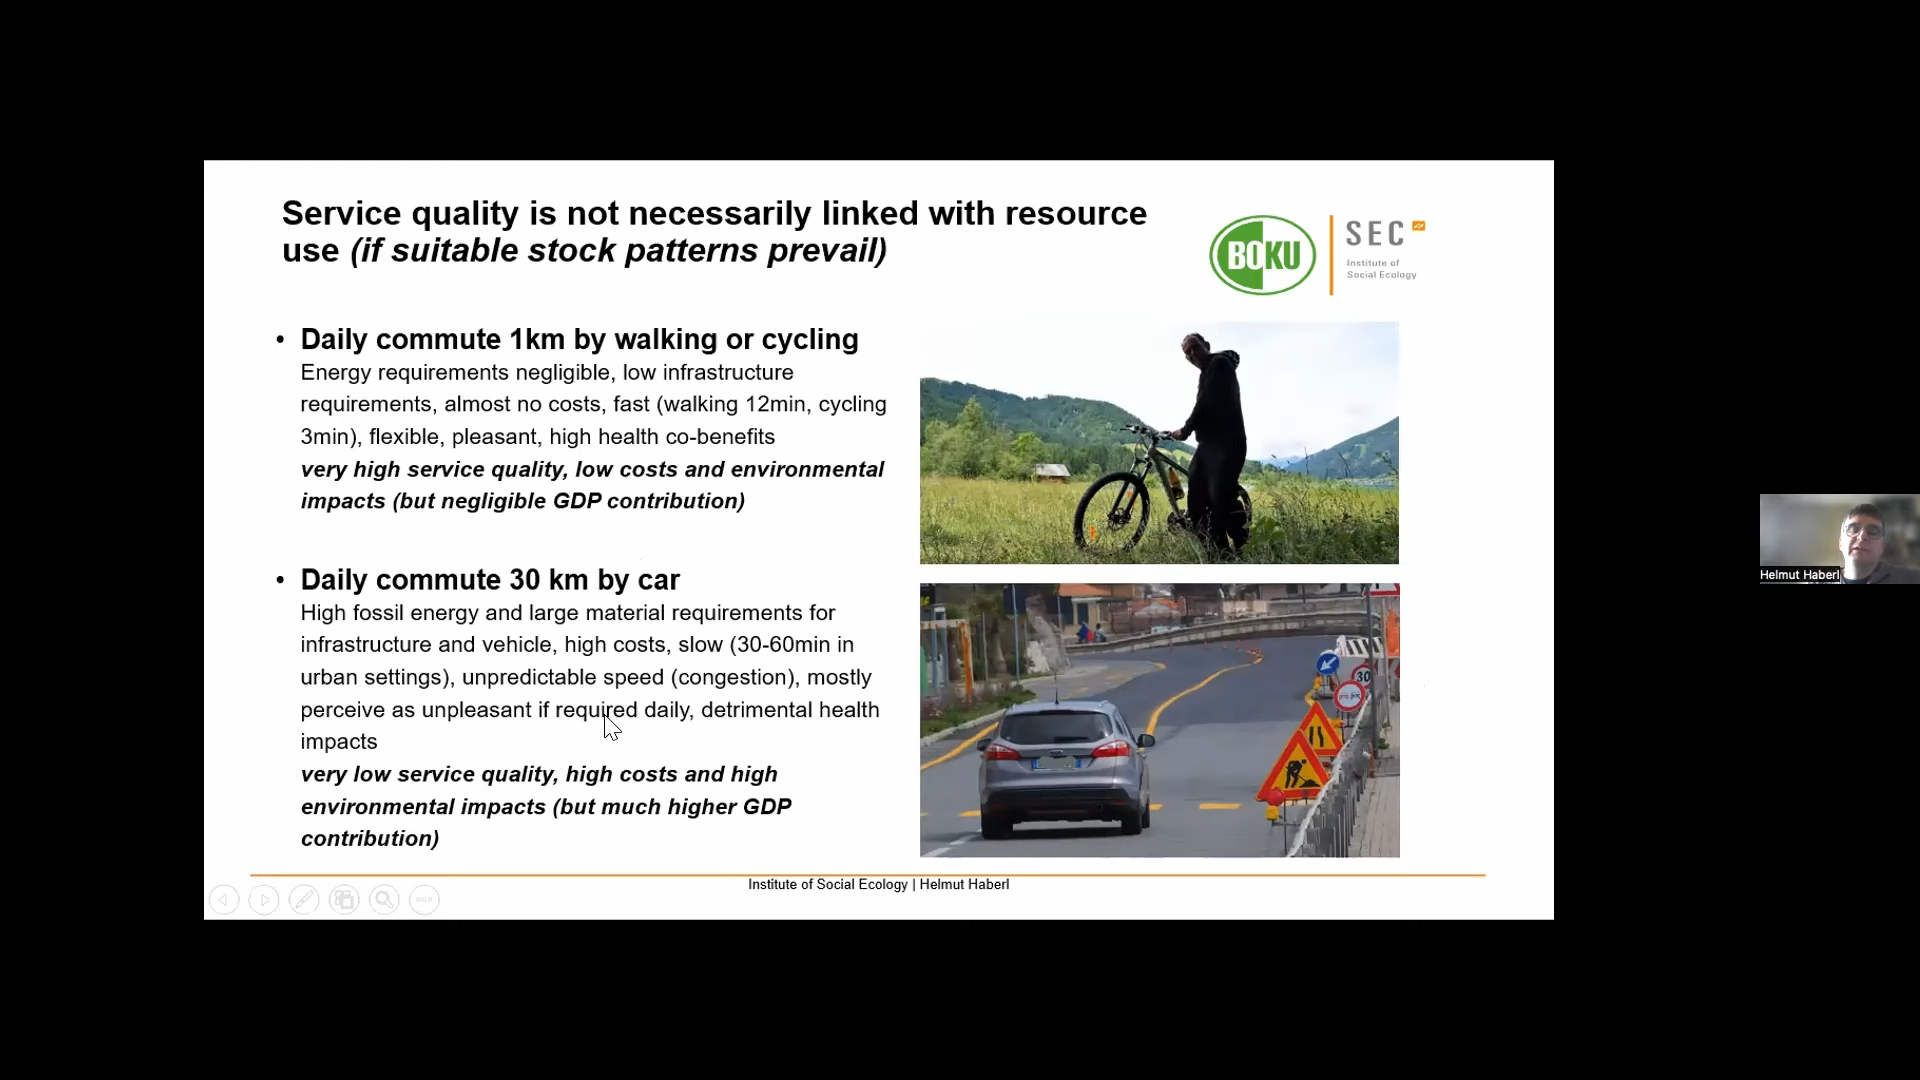 Service quality is not necessarily linked with resource
use (if suitable stock patterns prevail)
BOKU
SEC
Institute of
Social Ecology
• Daily commute 1km by walking or cycling
Energy requirements negligible, low infrastructure
requirements, almost no costs, fast (walking 12min, cycling
3min), flexible, pleasant, high health co-benefits
very high service quality, low costs and environmental
impacts (but negligible GDP contribution)
• Daily commute 30 km by car
High fossil energy and large material requirements for
infrastructure and vehicle, high costs, slow (30-60min in
urban settings), unpredictable speed (congestion), mostly
perceive as unpleasant if required daily, detrimental health
impacts
very low service quality, high costs and high
environmental impacts (but much higher GDP
contribution)
30
Institute of Social Ecology | Helmut Haberl
Helmut Haberl